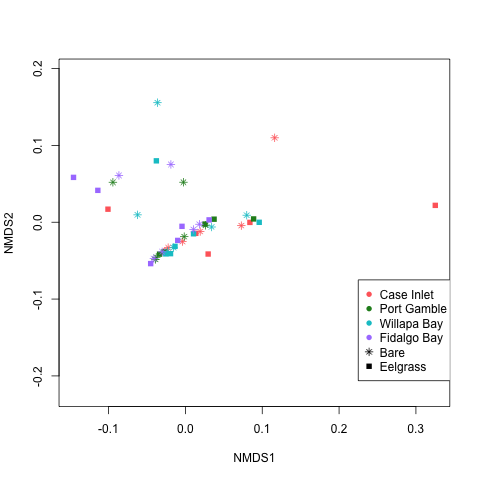 0.2
0.1
0.0
-0.1
-0.2
NMDS2
-0.1
0.0
0.1
0.2
0.3
NMDS1
Case Inlet
Port Gamble
Willapa Bay
Fidalgo Bay
Bare
Eelgrass